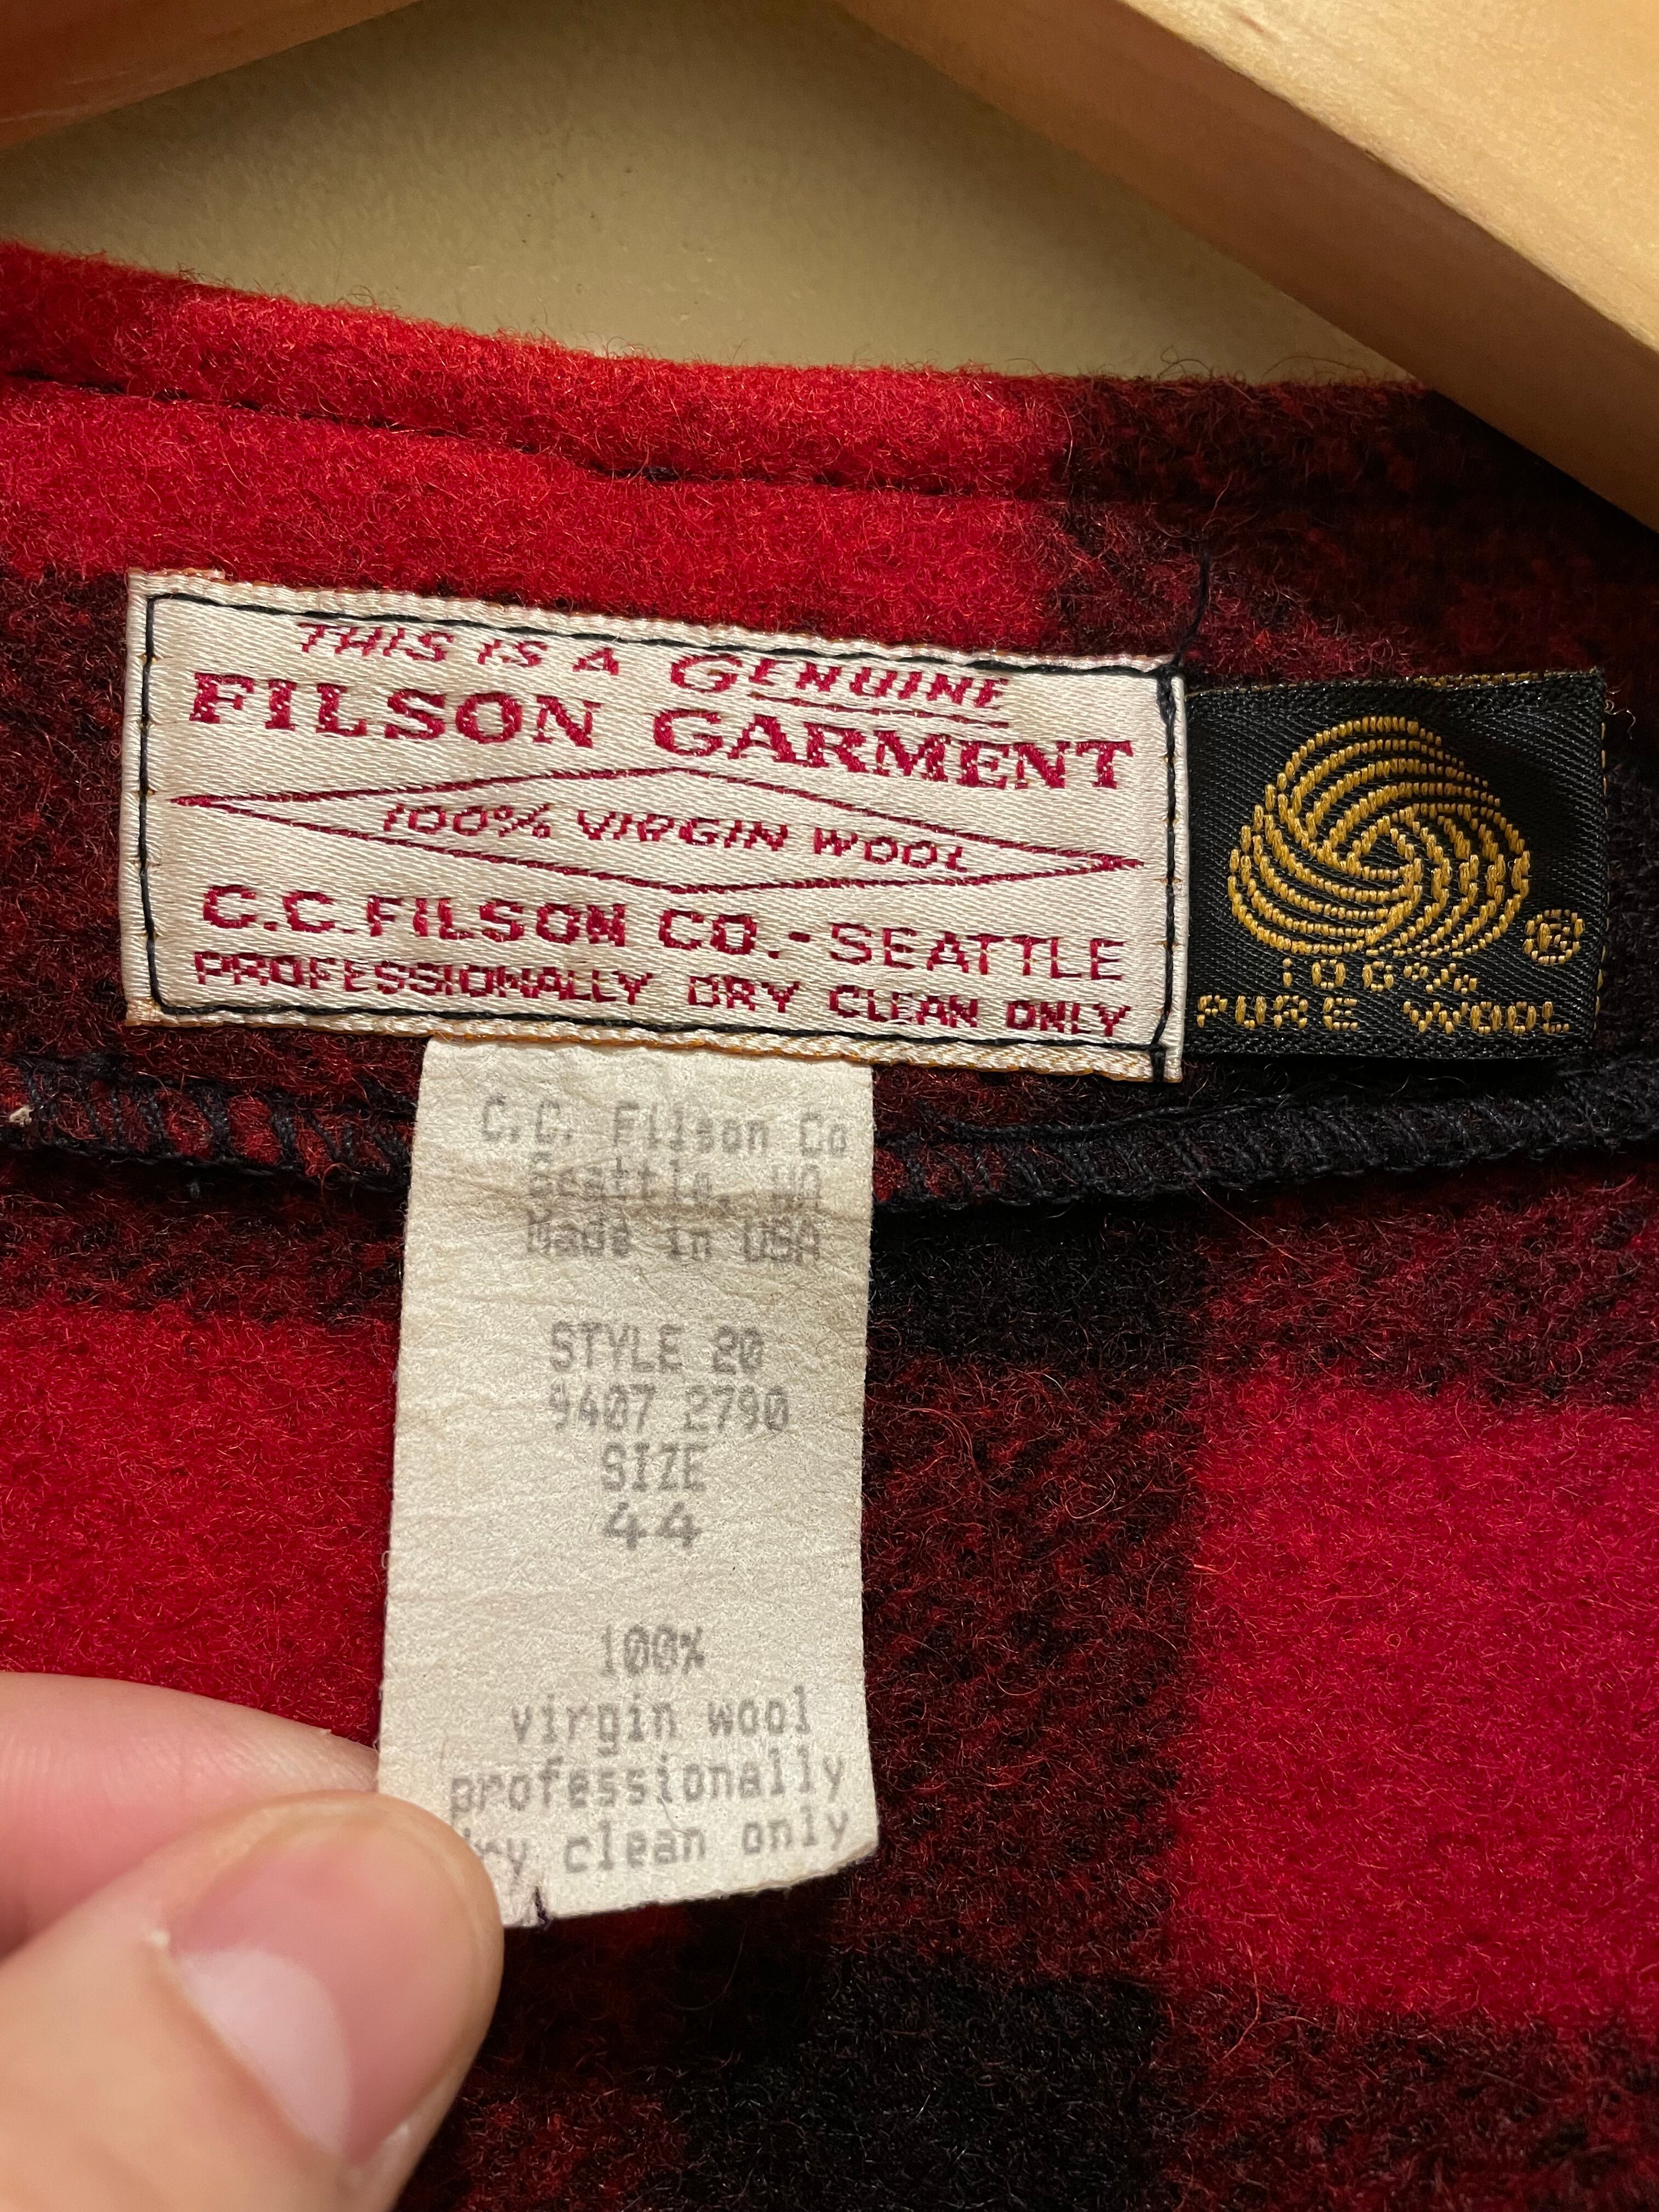 THIS IS A GENUINE
FILSON GARMENT
100% VIRGIN WOOL
C.C. FILSON CO. - SEATTLE
PROFESSIONALLY DRY CLEAN ONLY
®
100%
PURE WOOL
C.C. Filson Co
Seattle, WA
Made in USA
STYLE 20
9407 2790
SIZE
44
100%
virgin wool
professionally
dry clean only